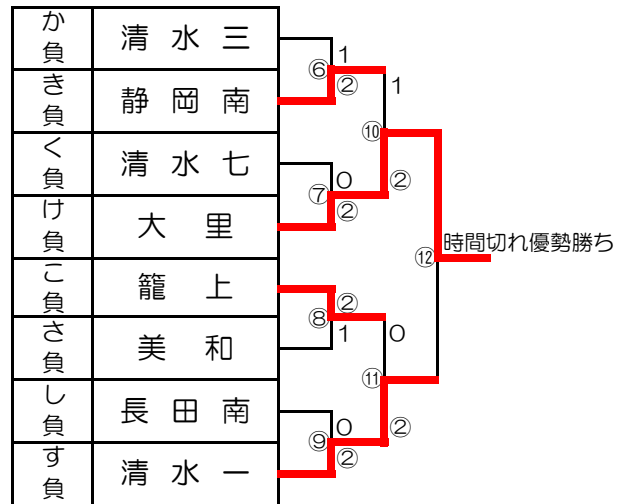 か負 清水三
き負 静岡南
く負 清水七
け負 大里
こ負 籠上
さ負 美和
し負 長田南
す負 清水一
⑥ 1 ②
⑦ 0 ②
⑧ ② 1
⑨ 0 ②
⑩ 1 ②
⑪ 0 ②
⑫ 時間切れ優勢勝ち